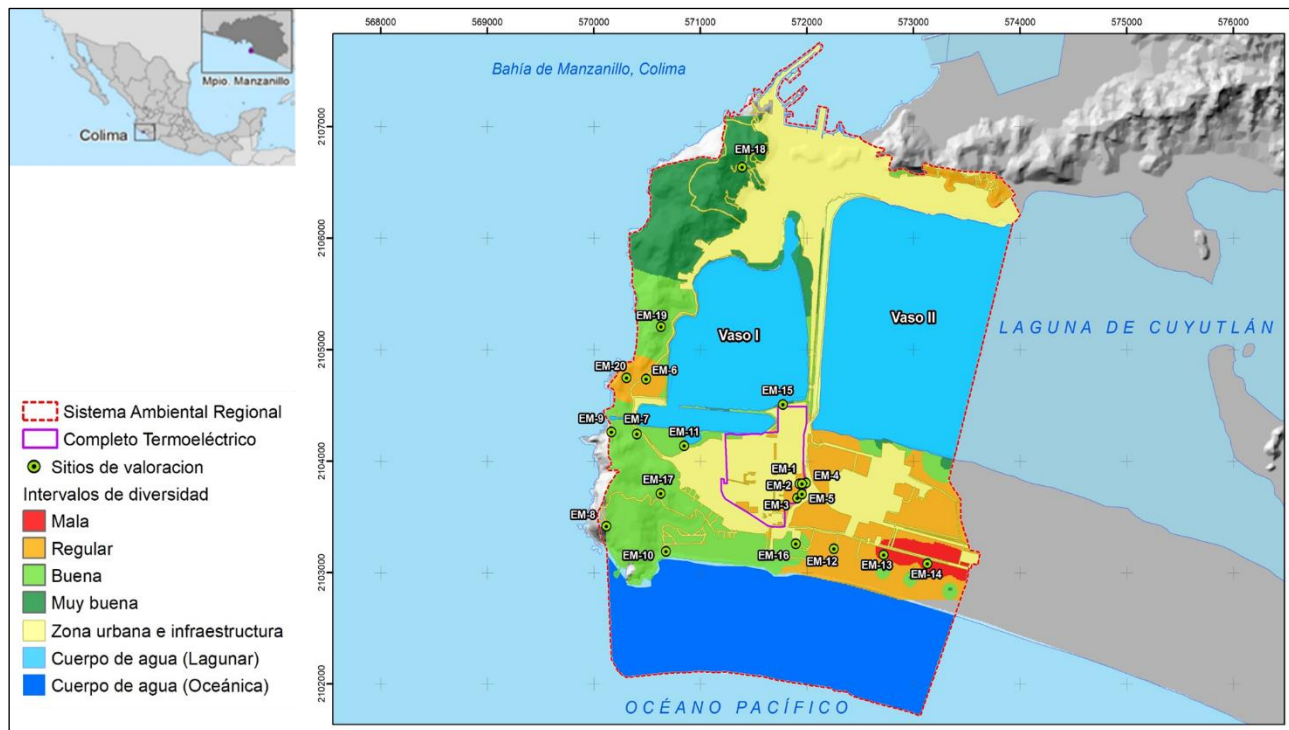 Mpio. Manzanillo
Colima
568000
569000
570000
571000
572000
573000
574000
575000
576000
2107000
2106000
2105000
2104000
2103000
2102000
Bahía de Manzanillo, Colima
EM-18
EM-19
Vaso I
Vaso II
LAGUNA DE CUYUTLÁN
EM-20
EM-6
EM-15
EM-9
EM-7
EM-11
EM-1
EM-4
EM-2
EM-17
EM-3
EM-5
EM-8
EM-10
EM-16
EM-12
EM-13
EM-14
OCÉANO PACÍFICO
Sistema Ambiental Regional
Completo Termoeléctrico
Sitios de valoracion
Intervalos de diversidad
Mala
Regular
Buena
Muy buena
Zona urbana e infraestructura
Cuerpo de agua (Lagunar)
Cuerpo de agua (Oceánica)